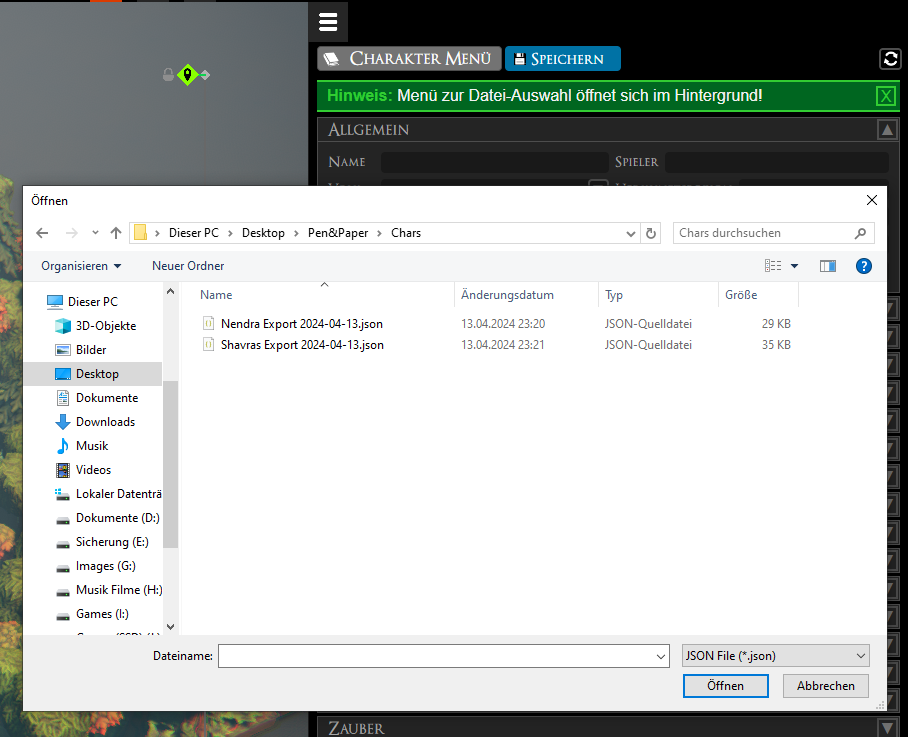 CHARAKTER MENÜ SPEICHERN
Hinweis: Menü zur Datei-Auswahl öffnet sich im Hintergrund! X
ALLGEMEIN
NAME SPIELER
Öffnen
Dieser PC > Desktop > Pen&Paper > Chars Chars durchsuchen
Organisieren Neuer Ordner
Name Änderungsdatum Typ Größe
Nendra Export 2024-04-13.json 13.04.2024 23:20 JSON-Quelldatei 29 KB
Shavras Export 2024-04-13.json 13.04.2024 23:21 JSON-Quelldatei 35 KB
Dieser PC
3D-Objekte
Bilder
Desktop
Dokumente
Downloads
Musik
Videos
Lokaler Datenträ
Dokumente (D:)
Sicherung (E:)
Images (G:)
Musik Filme (H:)
Games (I:)
Dateiname: JSON File (*.json)
Öffnen Abbrechen
ZAUBER